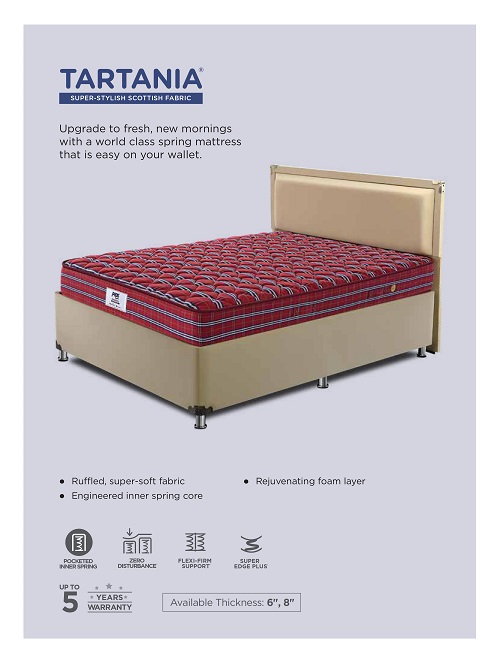 TARTANIA®
SUPER-STYLISH SCOTTISH FABRIC
Upgrade to fresh, new mornings
with a world class spring mattress
that is easy on your wallet.
• Ruffled, super-soft fabric
• Engineered inner spring core
• Rejuvenating foam layer
POCKETED
INNER SPRING
ZERO
DISTURBANCE
FLEXI-FIRM
SUPPORT
SUPER
EDGE PLUS
UP TO
5 YEARS
WARRANTY
Available Thickness: 6", 8"